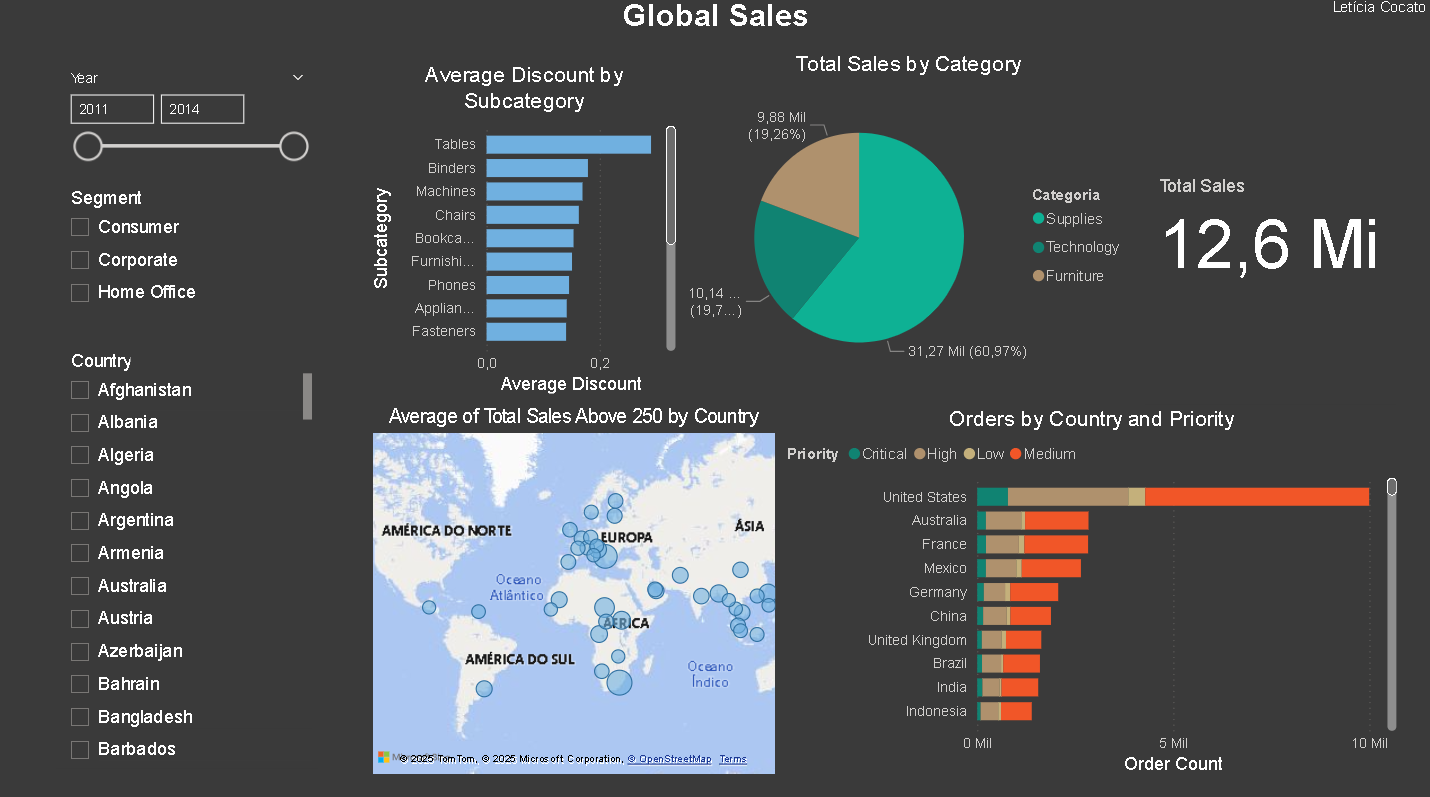 Global Sales
Letícia Cocato
Year
2011
2014
Segment
Consumer
Corporate
Home Office
Country
Afghanistan
Albania
Algeria
Angola
Argentina
Armenia
Australia
Austria
Azerbaijan
Bahrain
Bangladesh
Barbados
Average Discount by
Subcategory
Subcategory
Tables
Binders
Machines
Chairs
Bookca...
Furnishi...
Phones
Applian...
Fasteners
0,0
0,2
Average Discount
Total Sales by Category
9,88 Mil
(19,26%)
10,14 ...
(19,7...)
31,27 Mil (60,97%)
Categoria
Supplies
Technology
Furniture
Total Sales
12,6 Mi
Average of Total Sales Above 250 by Country
AMÉRICA DO NORTE
EUROPA
ÁSIA
Oceano
Atlântico
ÁFRICA
AMÉRICA DO SUL
Oceano
Índico
© 2025 TomTom, © 2025 Microsoft Corporation, © OpenStreetMap Terms
Orders by Country and Priority
Priority
Critical
High
Low
Medium
United States
Australia
France
Mexico
Germany
China
United Kingdom
Brazil
India
Indonesia
0 Mil
5 Mil
10 Mil
Order Count